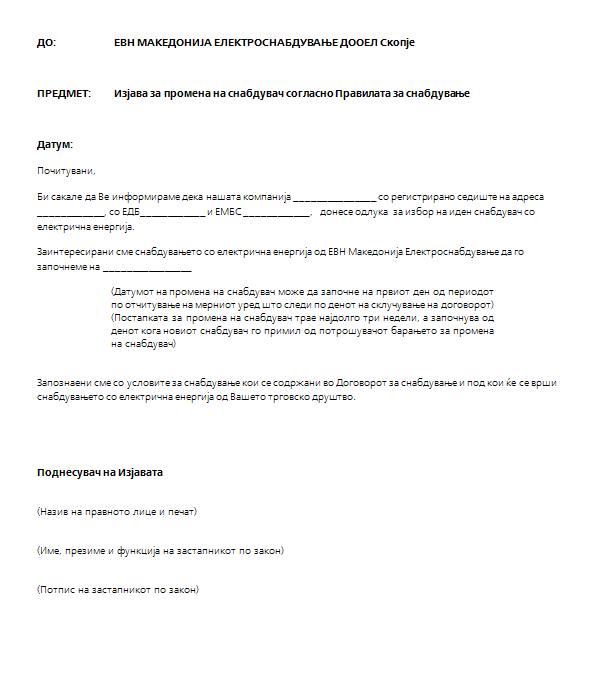 ДО: ЕВН МАКЕДОНИЈА ЕЛЕКТРОСНАБДУВАЊЕ ДООЕЛ Скопје
ПРЕДМЕТ: Изјава за промена на снабдувач согласно Правилата за снабдување
Датум:
Почитувани,
Би сакале да Ве информираме дека нашата компанија _______________ со регистрирано седиште на адреса
____________, со ЕДБ____________ и ЕМБС ____________, донесе одлука за избор на иден снабдувач со
електрична енергија.
Заинтересирани сме снабдувањето со електрична енергија од ЕВН Македонија Електроснабдување да го
започнеме на ________________
(Датумот на промена на снабдувач може да започне на првиот ден од периодот
по отчитување на мерниот уред што следи по денот на склучување на договорот)
(Постапката за промена на снабдувач трае најдолго три недели, а започнува од
денот кога новиот снабдувач го примил од потрошувачот барањето за промена
на снабдувач)
Запознаени сме со условите за снабдување кои се содржани во Договорот за снабдување и под кои ќе се врши
снабдувањето со електрична енергија од Вашето трговско друштво.
Поднесувач на Изјавата
(Назив на правното лице и печат)
(Име, презиме и функција на застапникот по закон)
(Потпис на застапникот по закон)